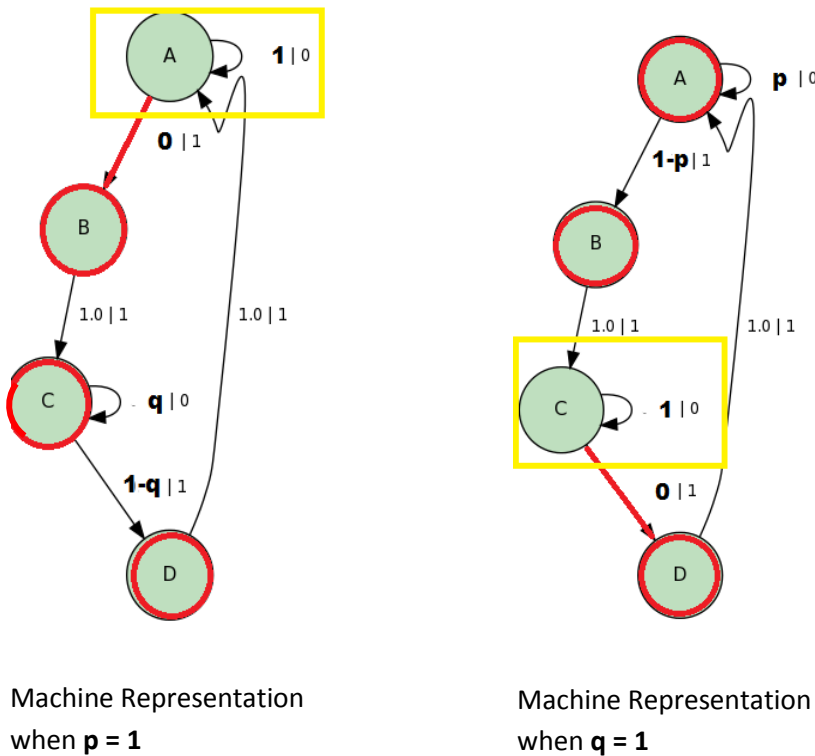 A
1 | 0
0 | 1
B
1.0 | 1
1.0 | 1
C
q | 0
1-q | 1
D
Machine Representation
when p = 1
A
p | 0
1-p | 1
B
1.0 | 1
1.0 | 1
C
1 | 0
0 | 1
D
Machine Representation
when q = 1